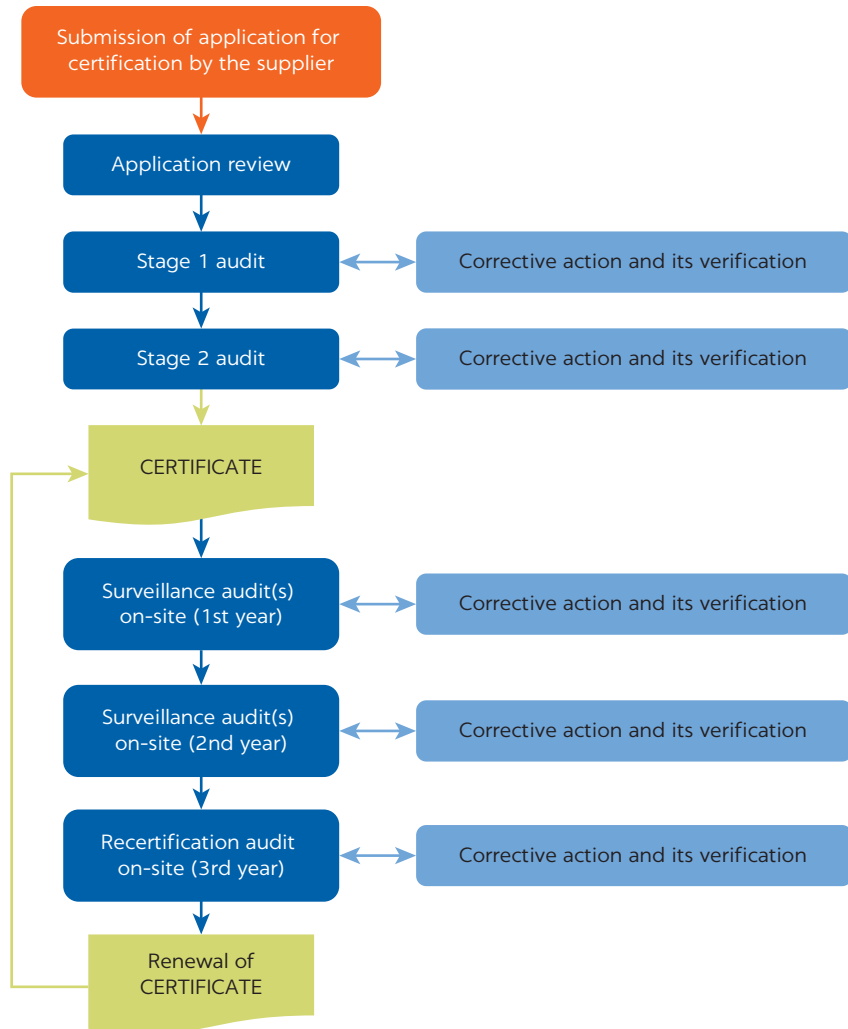 Submission of application for
certification by the supplier
Application review
Stage 1 audit
Corrective action and its verification
Stage 2 audit
Corrective action and its verification
CERTIFICATE
Surveillance audit(s)
on-site (1st year)
Corrective action and its verification
Surveillance audit(s)
on-site (2nd year)
Corrective action and its verification
Recertification audit
on-site (3rd year)
Corrective action and its verification
Renewal of
CERTIFICATE